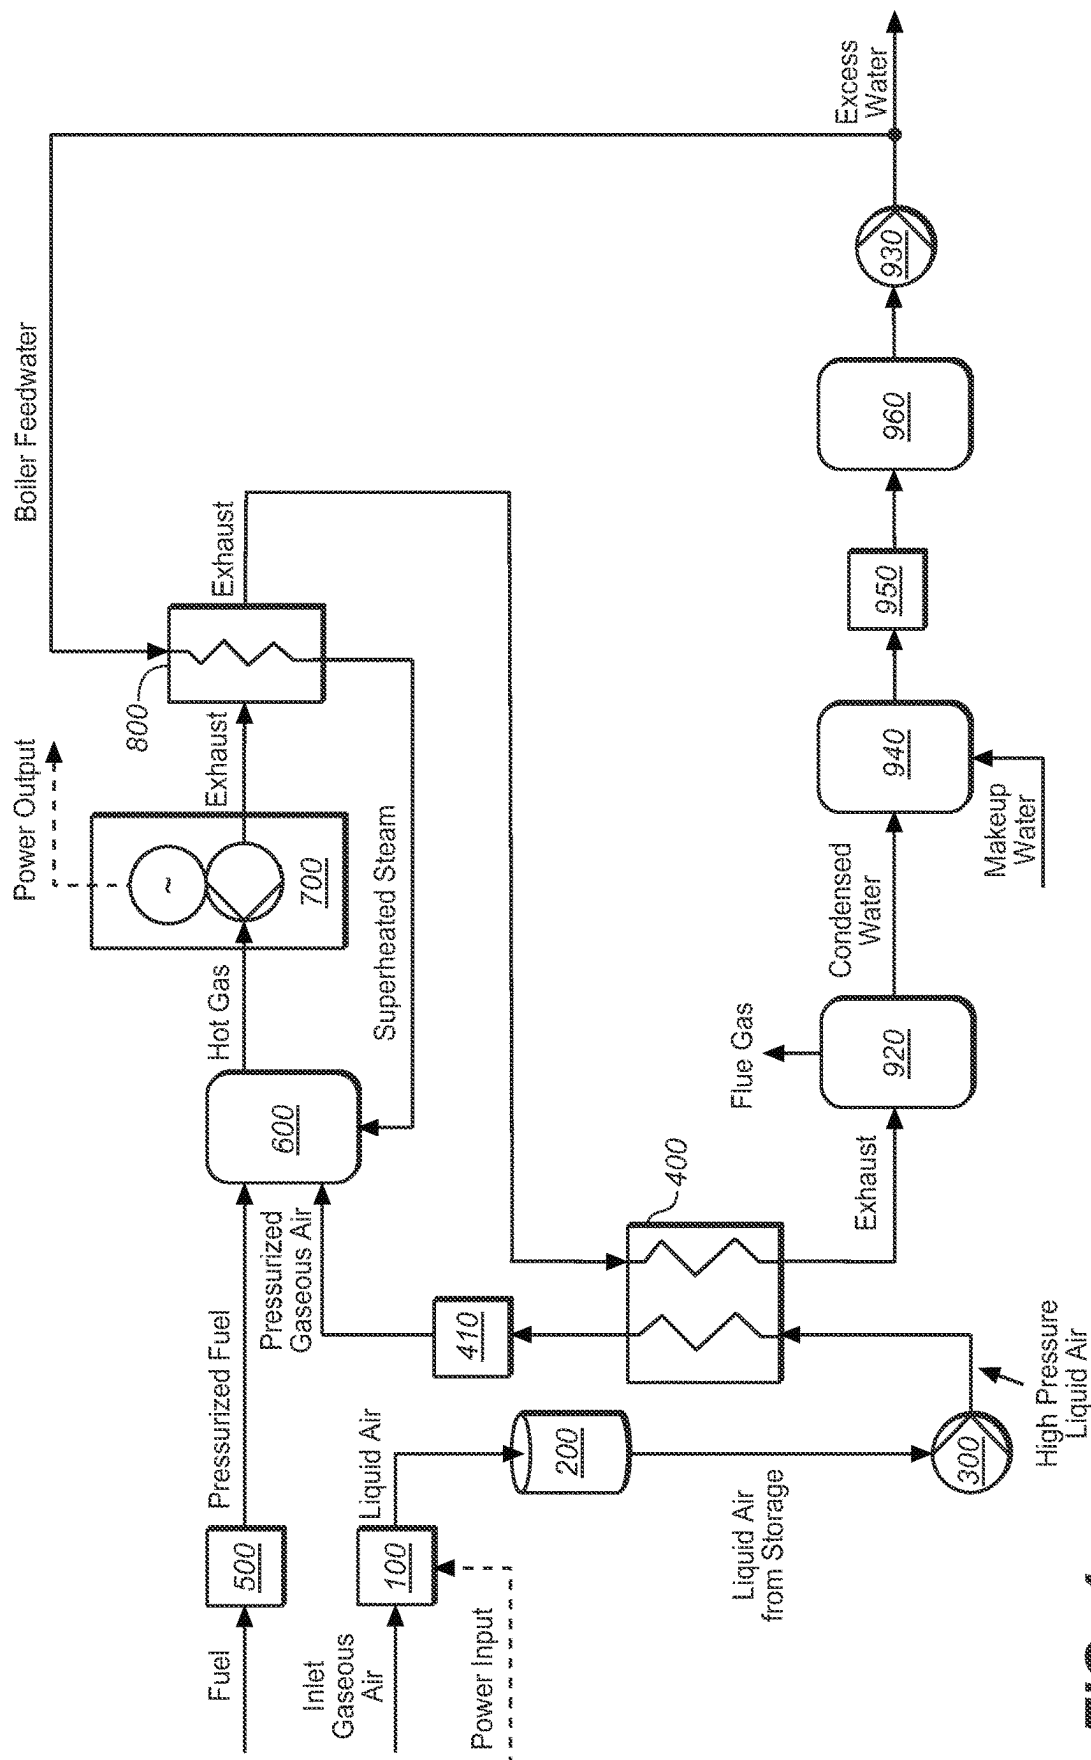 Excess
Water
Boiler Feedwater
930
960
950
940
Makeup
Water
Condensed
Water
920
Flue Gas
Exhaust
800
Exhaust
Exhaust
Power Output
~
700
Superheated Steam
Hot Gas
600
Pressurized
Gaseous Air
Pressurized Fuel
500
Fuel
400
410
Liquid Air
200
100
Inlet
Gaseous
Air
Power Input
Liquid Air
from Storage
300
High Pressure
Liquid Air